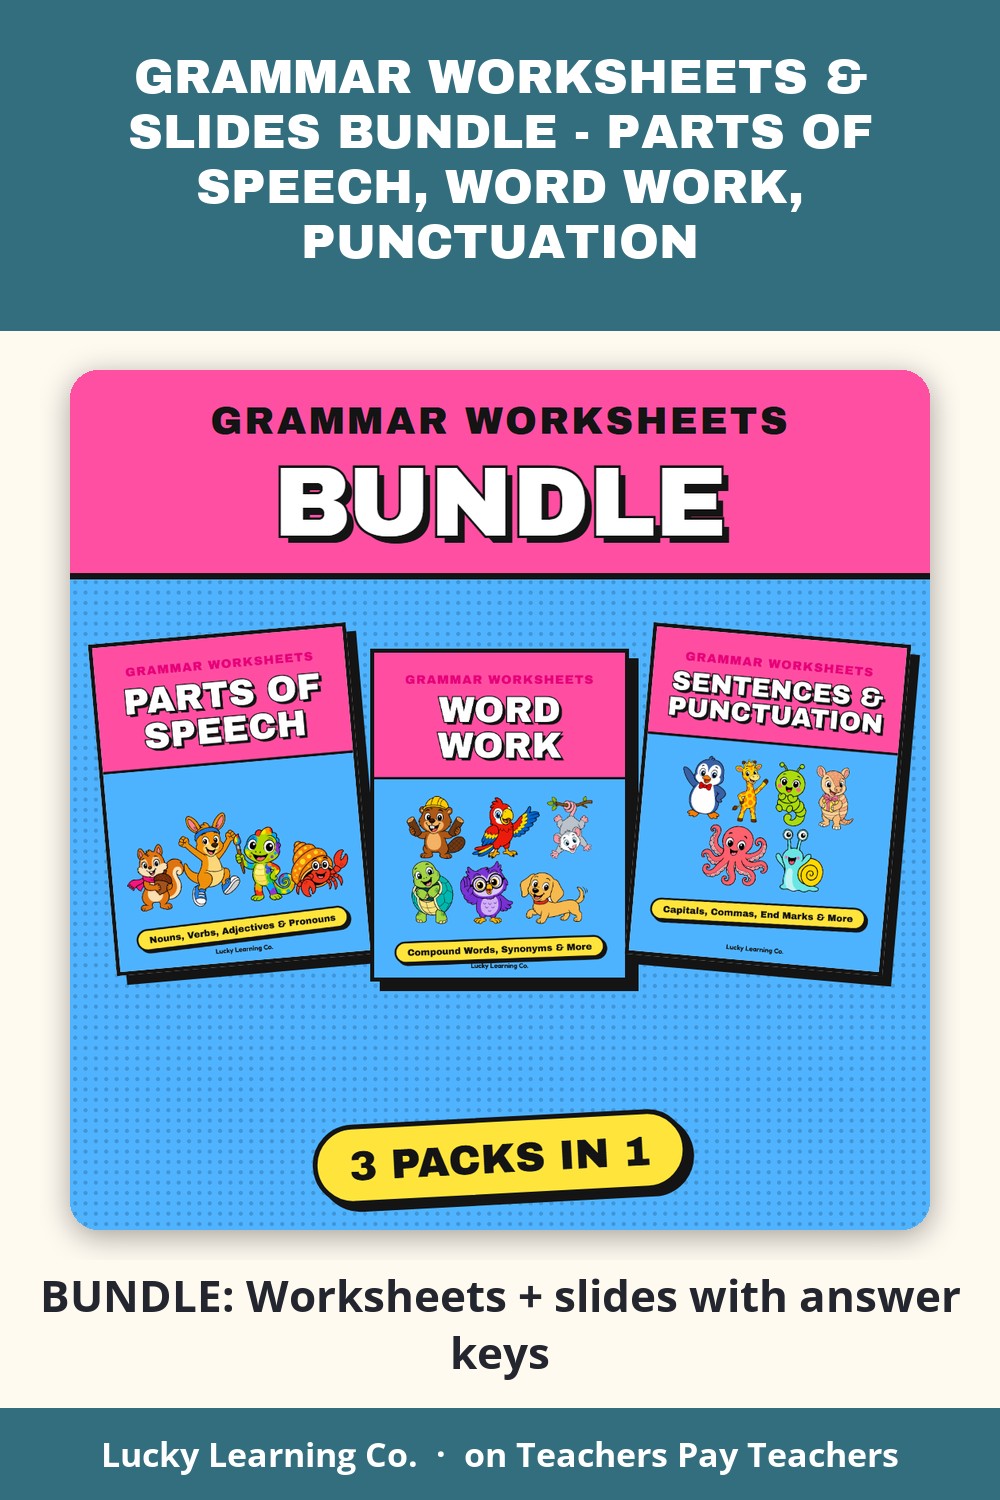 GRAMMAR WORKSHEETS &
SLIDES BUNDLE - PARTS OF
SPEECH, WORD WORK,
PUNCTUATION
GRAMMAR WORKSHEETS
BUNDLE
GRAMMAR WORKSHEETS
PARTS OF
SPEECH
Nouns, Verbs, Adjectives & Pronouns
Lucky Learning Co.
GRAMMAR WORKSHEETS
WORD
WORK
Compound Words, Synonyms & More
Lucky Learning Co.
GRAMMAR WORKSHEETS
SENTENCES &
PUNCTUATION
Capitals, Commas, End Marks & More
Lucky Learning Co.
3 PACKS IN 1
BUNDLE: Worksheets + slides with answer
keys
Lucky Learning Co. · on Teachers Pay Teachers